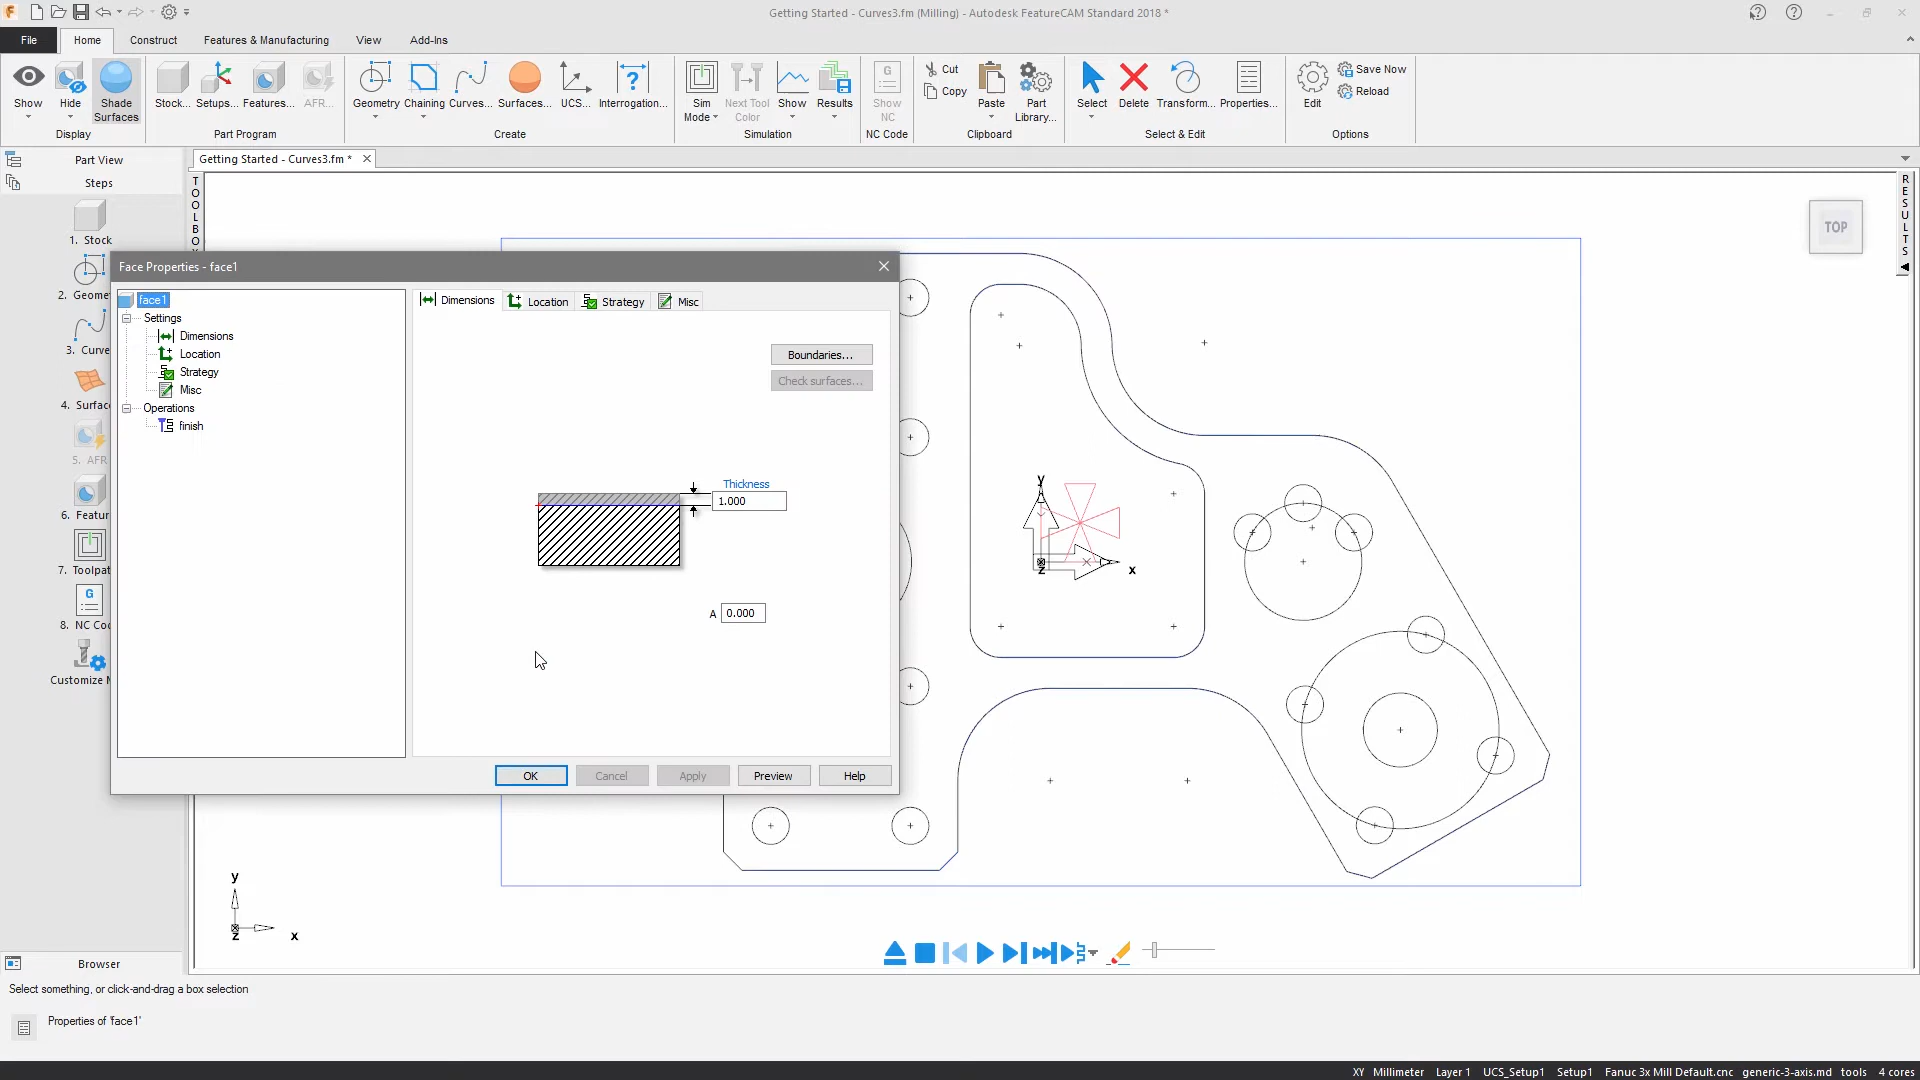 Getting Started - Curves3.fm (Milling) - Autodesk FeatureCAM Standard 2018 *
File Home Construct Features & Manufacturing View Add-Ins
Show
Hide
Shade Surfaces
Stock...
Setups...
Features...
AFR...
Geometry
Chaining
Curves...
Surfaces...
UCS...
Interrogation...
Sim Mode
Next Tool Color
Show
Results
Show NC
Cut
Copy
Paste
Part Library...
Select
Delete
Transform...
Properties...
Edit
Save Now
Reload
Display
Part Program
Create
Simulation
NC Code
Clipboard
Select & Edit
Options
Part View
Steps
Getting Started - Curves3.fm *
TOOLBO
RESULTS
TOP
1. Stock
2. Geome
3. Curve
4. Surfac
5. AFR
6. Featur
7. Toolpat
G
8. NC Coo
Customize
Face Properties - face1
face1
Settings
Dimensions
Location
Strategy
Misc
Operations
finish
Dimensions
Location
Strategy
Misc
Boundaries...
Check surfaces...
Thickness
1.000
A 0.000
OK
Cancel
Apply
Preview
Help
y
x
z
y
x
z
Browser
Select something, or click-and-drag a box selection
Properties of 'face1'
XY Millimeter Layer 1 UCS_Setup1 Setup1 Fanuc 3x Mill Default.cnc generic-3-axis.md tools 4 cores